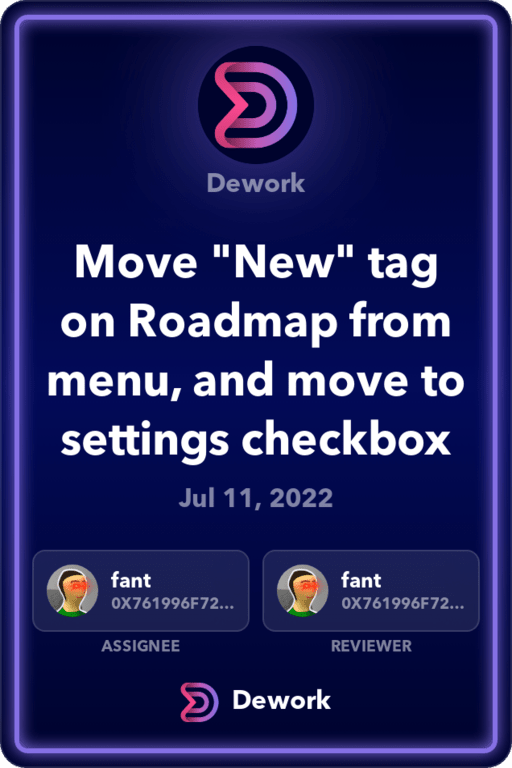 Dework
Move "New" tag
on Roadmap from
menu, and move to
settings checkbox
Jul 11, 2022
fant
0X761996F72...
ASSIGNEE
fant
0X761996F72...
REVIEWER
Dework